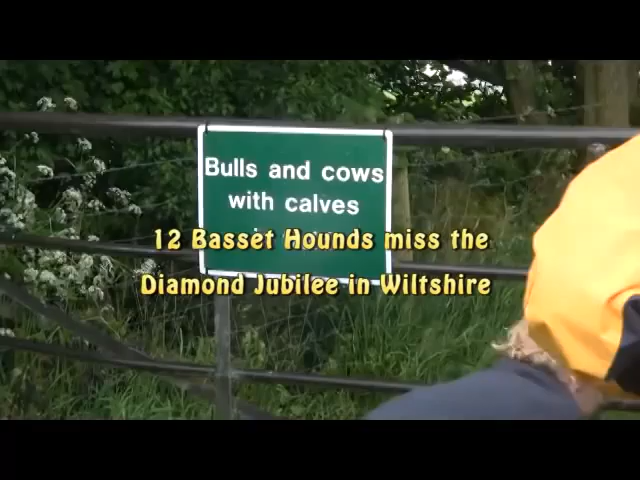 Bulls and cows
with calves
12 Basset Hounds miss the
Diamond Jubilee in Wiltshire